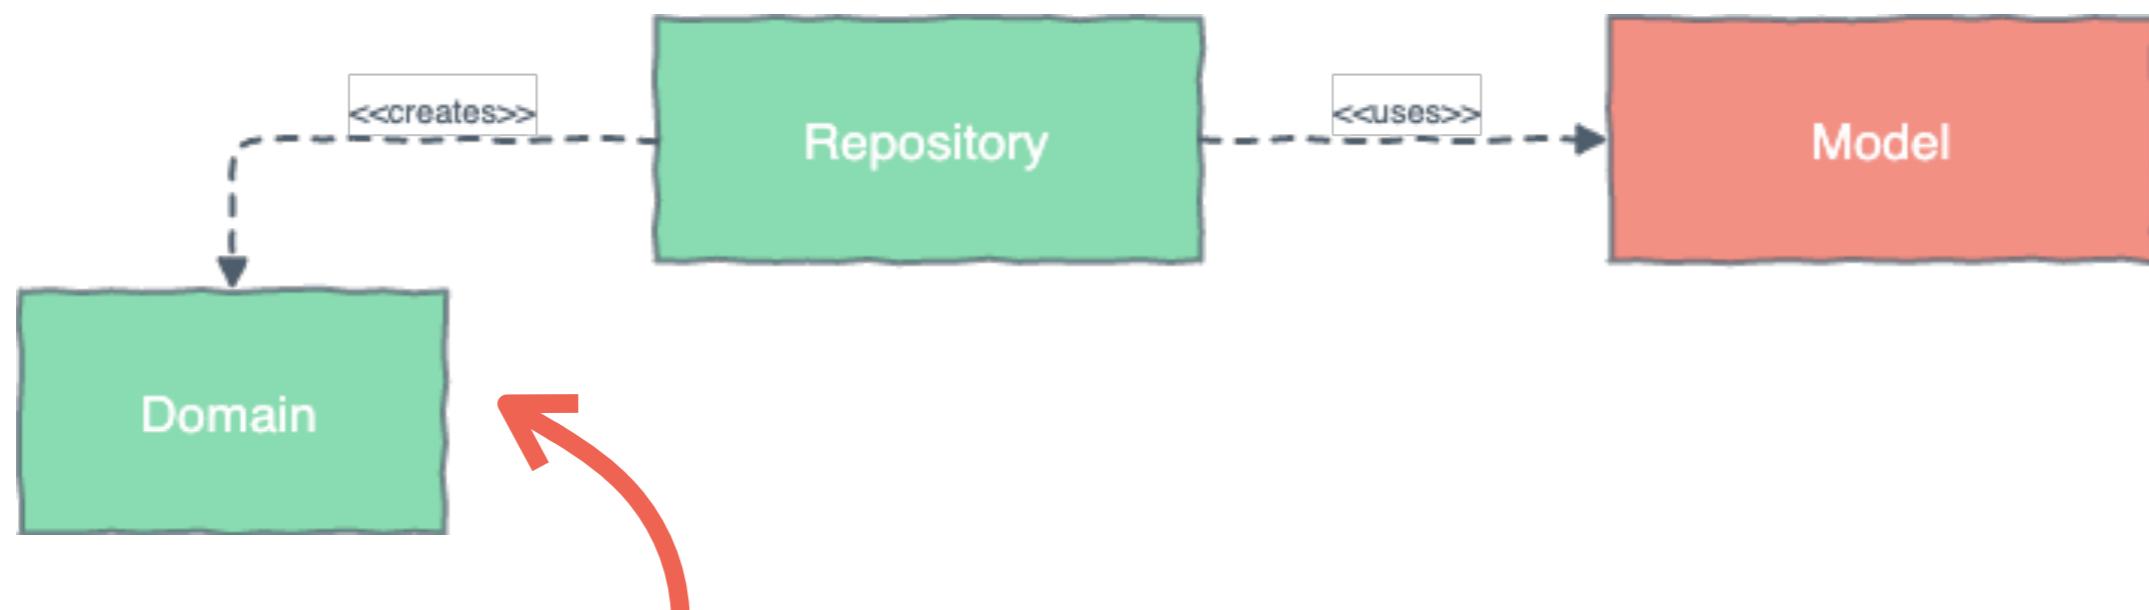 <<creates>>
<<uses>>
Repository
Model
Domain